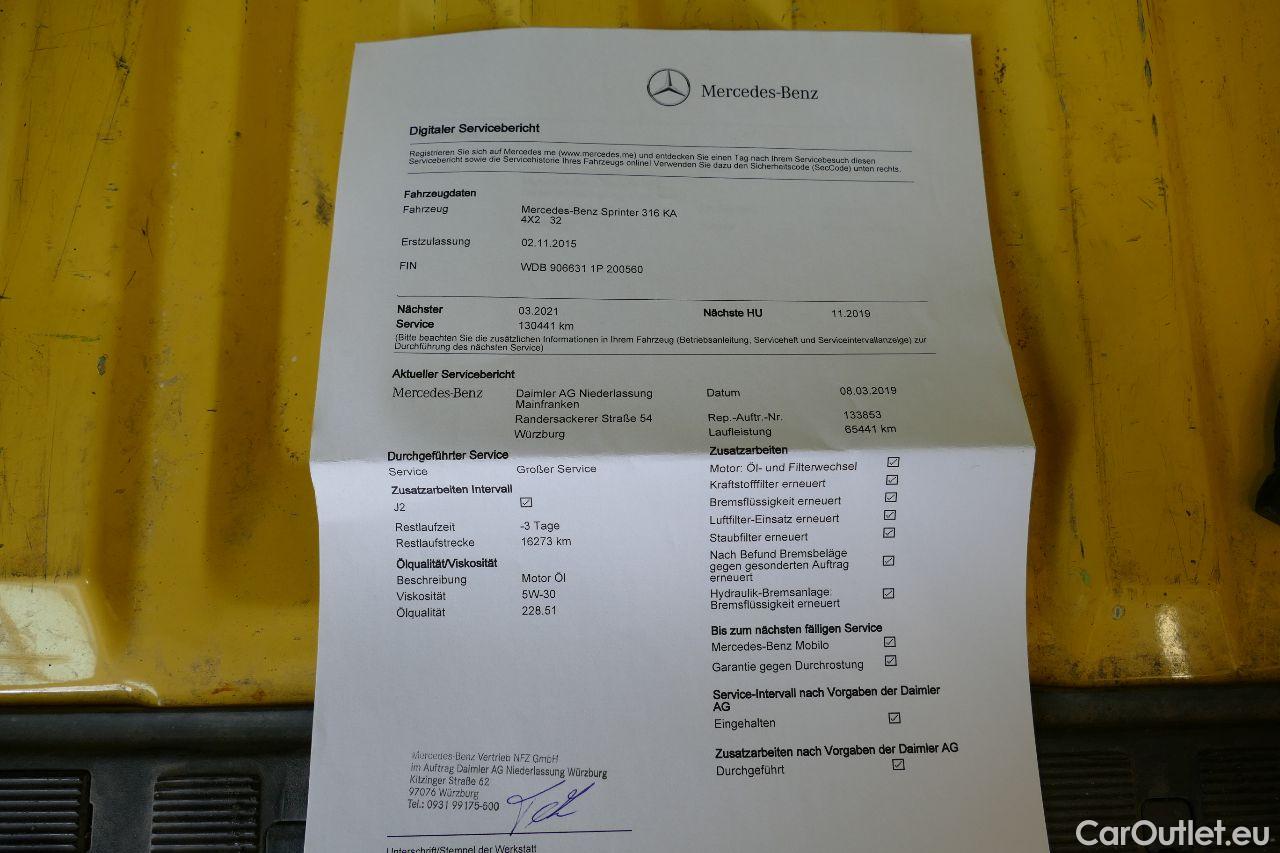 Mercedes-Benz
Digitaler Servicebericht
Registrieren Sie sich auf Mercedes me (www.mercedes.me) und entdecken Sie einen Tag nach Ihrem Servicebesuch diesen
Servicebericht sowie die Servicehistorie Ihres Fahrzeugs online! Verwenden Sie dazu den Sicherheitscode (SecCode) unten rechts.
Fahrzeugdaten
Fahrzeug Mercedes-Benz Sprinter 316 KA
4X2 32
Erstzulassung 02.11.2015
FIN WDB 906631 1P 200560
Nächster 03.2021 Nächste HU 11.2019
Service 130441 km
(Bitte beachten Sie die zusätzlichen Informationen in Ihrem Fahrzeug (Betriebsanleitung, Serviceheft und Serviceintervallanzeige) zur
Durchführung des nächsten Service)
Aktueller Servicebericht
Mercedes-Benz Daimler AG Niederlassung
Mainfranken
Randersackerer Straße 54
Würzburg
Datum 08.03.2019
Rep.-Auftr.-Nr. 133853
Laufleistung 65441 km
Durchgeführter Service
Service Großer Service
Zusatzarbeiten Intervall
J2 ☑
Restlaufzeit -3 Tage
Restlaufstrecke 16273 km
Ölqualität/Viskosität
Beschreibung Motor Öl
Viskosität 5W-30
Ölqualität 228.51
Zusatzarbeiten
Motor: Öl- und Filterwechsel ☑
Kraftstofffilter erneuert ☑
Bremsflüssigkeit erneuert ☑
Luftfilter-Einsatz erneuert ☑
Staubfilter erneuert ☑
Nach Befund Bremsbeläge
gegen gesonderten Auftrag ☑
erneuert
Hydraulik-Bremsanlage: ☑
Bremsflüssigkeit erneuert
Bis zum nächsten fälligen Service
Mercedes-Benz Mobilo ☑
Garantie gegen Durchrostung ☑
Service-Intervall nach Vorgaben der Daimler
AG
Eingehalten ☑
Zusatzarbeiten nach Vorgaben der Daimler AG
Durchgeführt ☑
Mercedes-Benz Vertrieb NFZ GmbH
im Auftrag Daimler AG Niederlassung Würzburg
Kitzinger Straße 62
97076 Würzburg
Tel.: 0931 99175-600
Unterschrift/Stempel der Werkstatt
CarOutlet.eu